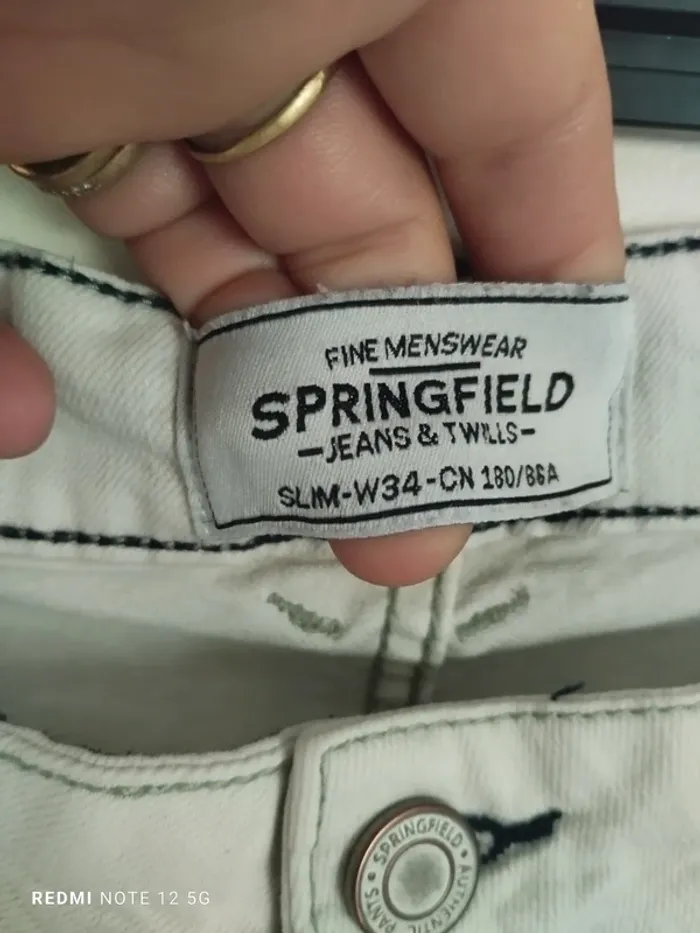 FINE MENSWEAR
SPRINGFIELD
-JEANS & TWILLS-
SLIM-W34-CN 180/86A
SPRINGFIELD • AUTHENTIC PANTS •
REDMI NOTE 12 5G